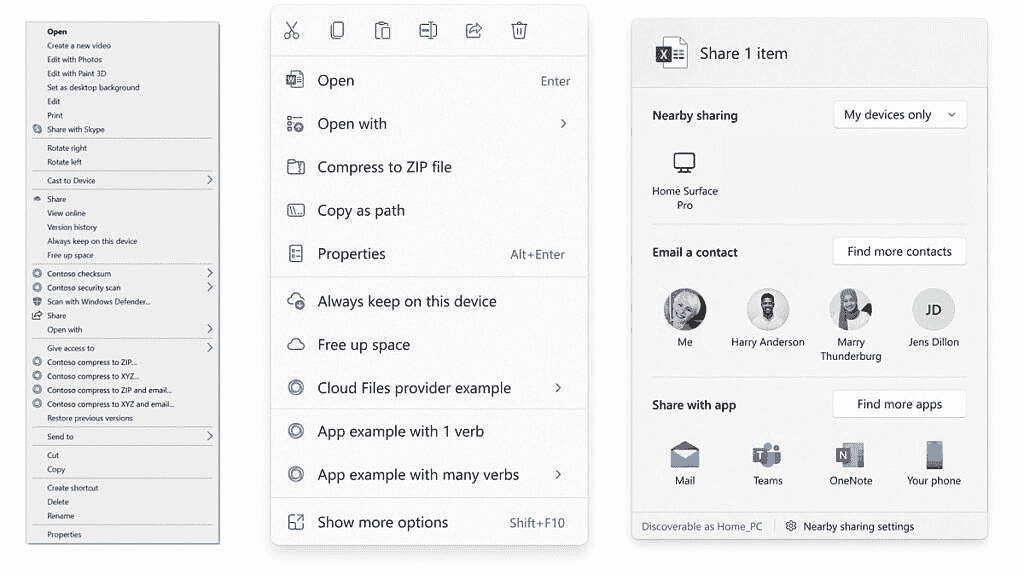 Open
Create a new video
Edit with Photos
Edit with Paint 3D
Set as desktop background
Edit
Print
Share with Skype
Rotate right
Rotate left
Cast to Device
Share
View online
Version history
Always keep on this device
Free up space
Contoso checksum
Contoso security scan
Scan with Windows Defender...
Share
Open with
Give access to
Contoso compress to ZIP...
Contoso compress to XYZ...
Contoso compress to ZIP and email...
Contoso compress to XYZ and email...
Restore previous versions
Send to
Cut
Copy
Create shortcut
Delete
Rename
Properties
Open Enter
Open with
Compress to ZIP file
Copy as path
Properties Alt+Enter
Always keep on this device
Free up space
Cloud Files provider example
App example with 1 verb
App example with many verbs
Show more options Shift+F10
Share 1 item
Nearby sharing My devices only
Home Surface
Pro
Email a contact Find more contacts
JD
Me Harry Anderson Marry Thunderburg Jens Dillon
Share with app Find more apps
Mail Teams OneNote Your phone
Discoverable as Home_PC Nearby sharing settings